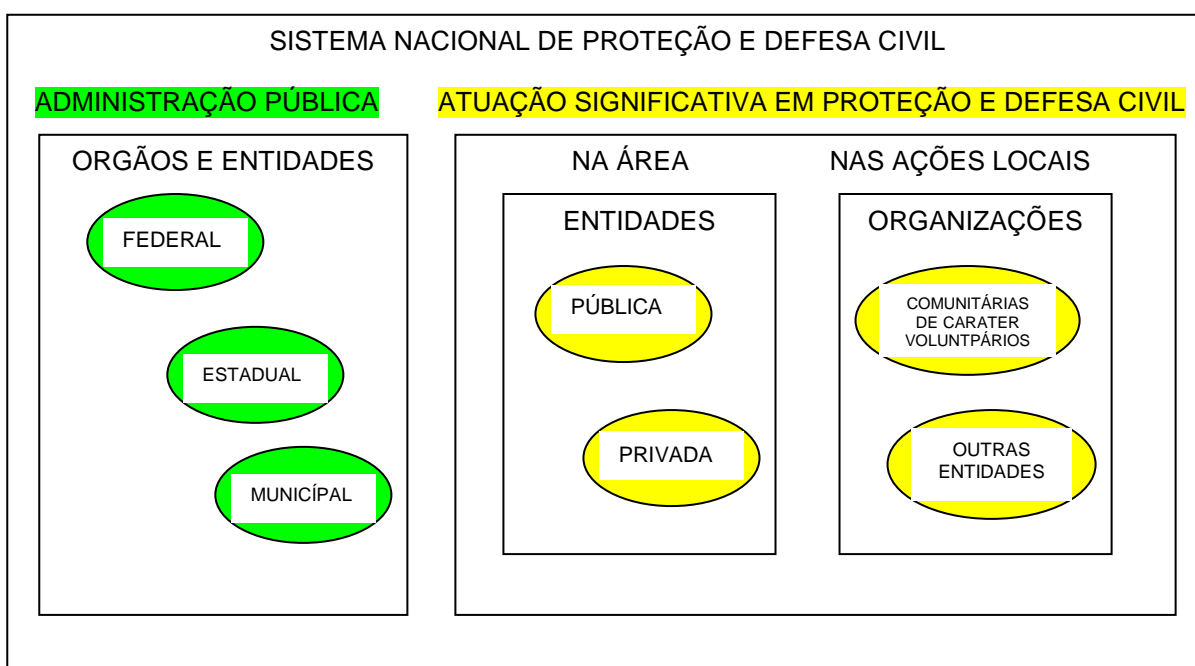 SISTEMA NACIONAL DE PROTEÇÃO E DEFESA CIVIL
ADMINISTRAÇÃO PÚBLICA
ORGÃOS E ENTIDADES
FEDERAL
ESTADUAL
MUNICÍPAL
ATUAÇÃO SIGNIFICATIVA EM PROTEÇÃO E DEFESA CIVIL
NA ÁREA
ENTIDADES
PÚBLICA
PRIVADA
NAS AÇÕES LOCAIS
ORGANIZAÇÕES
COMUNITÁRIAS
DE CARATER
VOLUNTPÁRIOS
OUTRAS
ENTIDADES